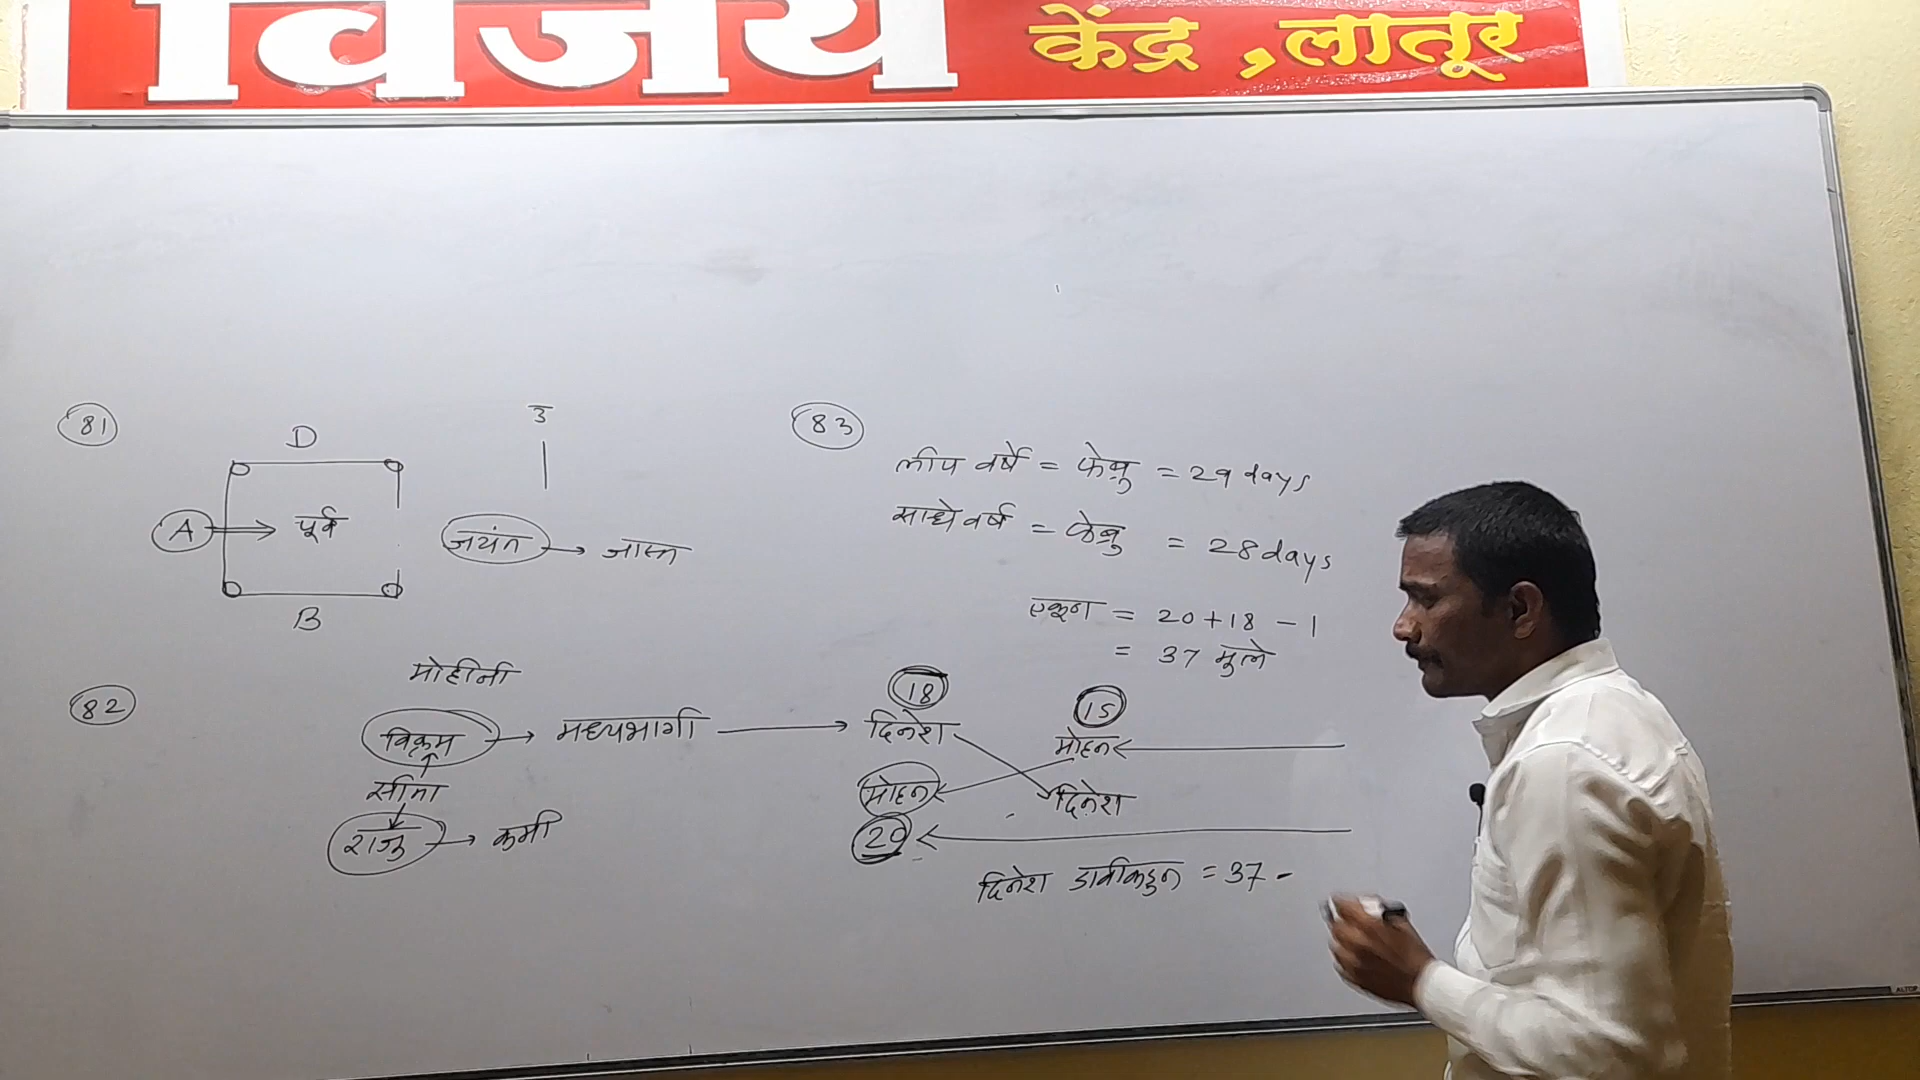 विजय केंद्र, लातूर
81
D
A → पूर्व
B
उ
जयंत → जास्त
82
मोहीनी
विक्रम → मध्यभागी → दिनेश
सीमा
राजू → कमी
83
लीप वर्षे = फेब्रु = 29 days
साधे वर्ष = फेब्रु = 28 days
एकूण = 20 + 18 - 1
= 37 मुले
18
15
मोहन
मोहन
दिनेश
20
दिनेश डावीकडून = 37 -